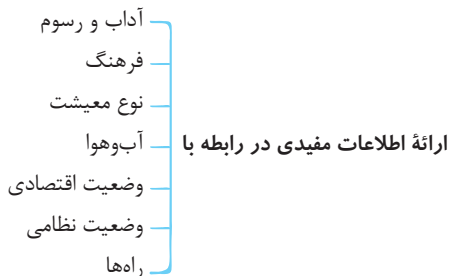 ارائهٔ اطلاعات مفیدی در رابطه با
آداب و رسوم
فرهنگ
نوع معیشت
آب‌وهوا
وضعیت اقتصادی
وضعیت نظامی
راه‌ها